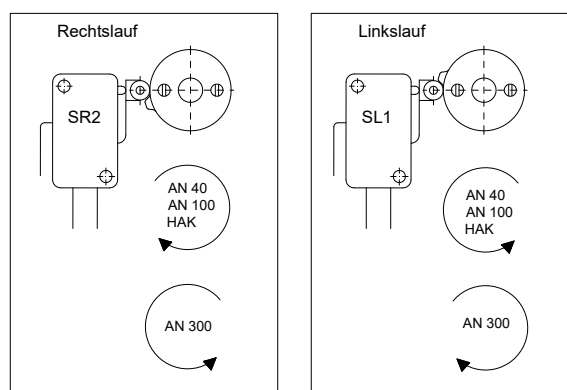 Rechtslauf
SR2
AN 40
AN 100
HAK
AN 300
Linkslauf
SL1
AN 40
AN 100
HAK
AN 300